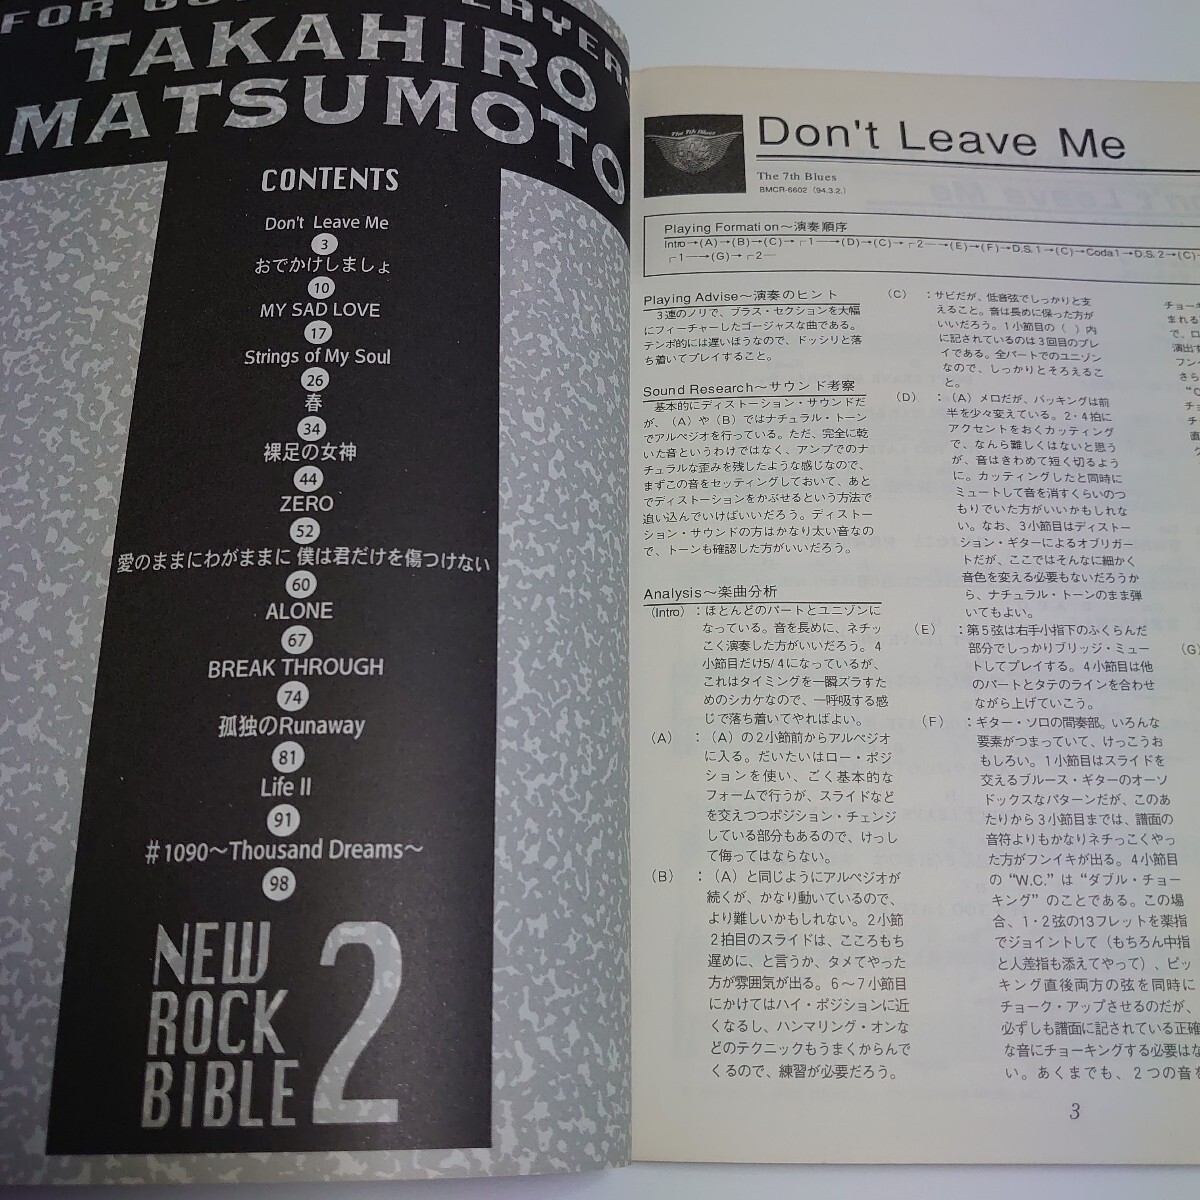 FOR GUITAR PLAYERS
TAKAHIRO
MATSUMOTO
CONTENTS
Don't Leave Me
3
おでかけしましょ
10
MY SAD LOVE
17
Strings of My Soul
26
春
34
裸足の女神
44
ZERO
52
愛のままにわがままに 僕は君だけを傷つけない
60
ALONE
67
BREAK THROUGH
74
孤独のRunaway
81
Life II
91
#1090～Thousand Dreams～
98
NEW
ROCK
BIBLE
2
The 7th Blues
Don't Leave Me
The 7th Blues
BMCR-6602（94.3.2.）
Playing Formati on～演奏順序
Intro→(A)→(B)→(C)→┌1─→(D)→(C)→┌2─→(E)→(F)→D.S.1→(C)→Coda1→D.S.2→(C)
┌1─→(G)→┌2─
Playing Advise～演奏のヒント
3連のノリで、ブラス・セクションを大幅
にフィーチャーしたゴージャスな曲である。
テンポ的には遅いほうなので、ドッシリと落
ち着いてプレイすること。
Sound Research～サウンド考察
基本的にディストーション・サウンドだ
が、（A）や（B）ではナチュラル・トーン
でアルペジオを行っている。ただ、完全に乾
いた音というわけではなく、アンプでのナ
チュラルな歪みを残したような感じなので、
まずこの音をセッティングしておいて、あと
でディストーションをかぶせるという方法で
追い込んでいけばいいだろう。ディストー
ション・サウンドの方はかなり太い音なの
で、トーンも確認した方がいいだろう。
Analysis～楽曲分析
（Intro）：ほとんどのパートとユニゾンに
なっている。音を長めに、ネチッ
こく演奏した方がいいだろう。4
小節目だけ5/4になっているが、
これはタイミングを一瞬ズラすた
めのシカケなので、一呼吸する感
じで落ち着いてやればよい。
（A）：（A）の2小節前からアルペジオ
に入る。だいたいはロー・ポジ
ションを使い、ごく基本的な
フォームで行うが、スライドなど
を交えつつポジション・チェンジ
している部分もあるので、けっし
て侮ってはならない。
（B）：（A）と同じようにアルペジオが
続くが、かなり動いているので、
より難しいかもしれない。2小節
2拍目のスライドは、こころもち
遅めに、と言うか、タメてやった
方が雰囲気が出る。6～7小節目
にかけてはハイ・ポジションに近
くなるし、ハンマリング・オンな
どのテクニックもうまくからんで
くるので、練習が必要だろう。
（C）：サビだが、低音弦でしっかりと支
えること。音は長めに保った方が
いいだろう。1小節目の（ ）内
に記されているのは3回目のプレ
イである。全パートでのユニゾン
なので、しっかりとそろえるこ
と。
（D）：（A）メロだが、バッキングは前
半を少々変えている。2・4拍に
アクセントをおくカッティング
で、なんら難しくはないと思う
が、音はきわめて短く切るよう
に。カッティングしたと同時に
ミュートして音を消すくらいのつ
もりでいた方がいいかもしれな
い。なお、3小節目はディストー
ション・ギターによるオブリガー
トだが、ここではそんなに細かく
音色を変える必要もないだろうか
ら、ナチュラル・トーンのまま弾
いてもよい。
（E）：第5弦は右手小指下のふくらんだ
部分でしっかりブリッジ・ミュー
トしてプレイする。4小節目は他
のパートとタテのラインを合わせ
ながら上げていこう。
（F）：ギター・ソロの間奏部。いろんな
要素がつまっていて、けっこうお
もしろい。1小節目はスライドを
交えるブルース・ギターのオーソ
ドックスなパターンだが、このあ
たりから3小節目までは、譜面の
音符よりもかなりネチっこくやっ
た方がフンイキが出る。4小節目
の“W.C.”は“ダブル・チョー
キング”のことである。この場
合、1・2弦の13フレットを薬指
でジョイントして（もちろん中指
と人差指も添えてやって）、ピッ
キング直後両方の弦を同時に
チョーク・アップさせるのだが、
必ずしも譜面に記されている正確
な音にチョーキングする必要はな
い。あくまでも、2つの音を
チョーキ
まれる
で、ロ
演出す
フン
さら
“C
チョ
チ
直
（G）
3